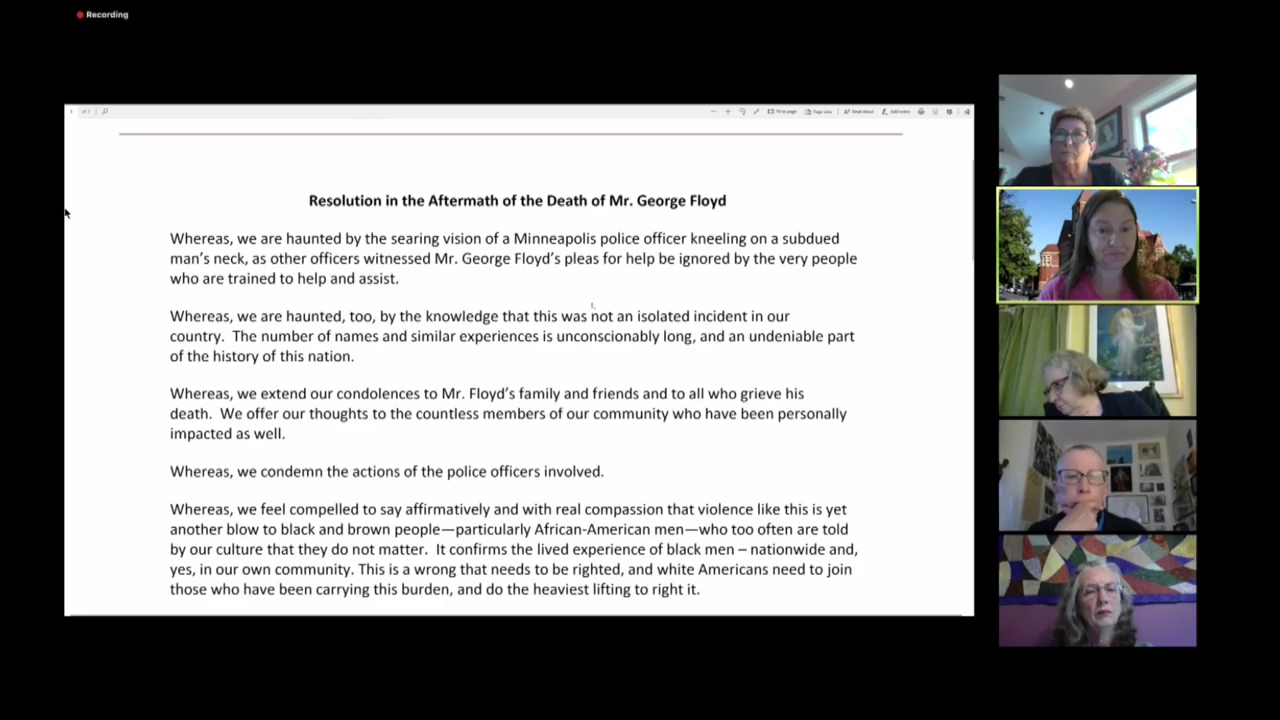 Recording
Fit to page
Page view
Read aloud
Add notes
Resolution in the Aftermath of the Death of Mr. George Floyd
Whereas, we are haunted by the searing vision of a Minneapolis police officer kneeling on a subdued
man’s neck, as other officers witnessed Mr. George Floyd’s pleas for help be ignored by the very people
who are trained to help and assist.
Whereas, we are haunted, too, by the knowledge that this was not an isolated incident in our
country.  The number of names and similar experiences is unconscionably long, and an undeniable part
of the history of this nation.
Whereas, we extend our condolences to Mr. Floyd’s family and friends and to all who grieve his
death.  We offer our thoughts to the countless members of our community who have been personally
impacted as well.
Whereas, we condemn the actions of the police officers involved.
Whereas, we feel compelled to say affirmatively and with real compassion that violence like this is yet
another blow to black and brown people—particularly African-American men—who too often are told
by our culture that they do not matter.  It confirms the lived experience of black men – nationwide and,
yes, in our own community. This is a wrong that needs to be righted, and white Americans need to join
those who have been carrying this burden, and do the heaviest lifting to right it.